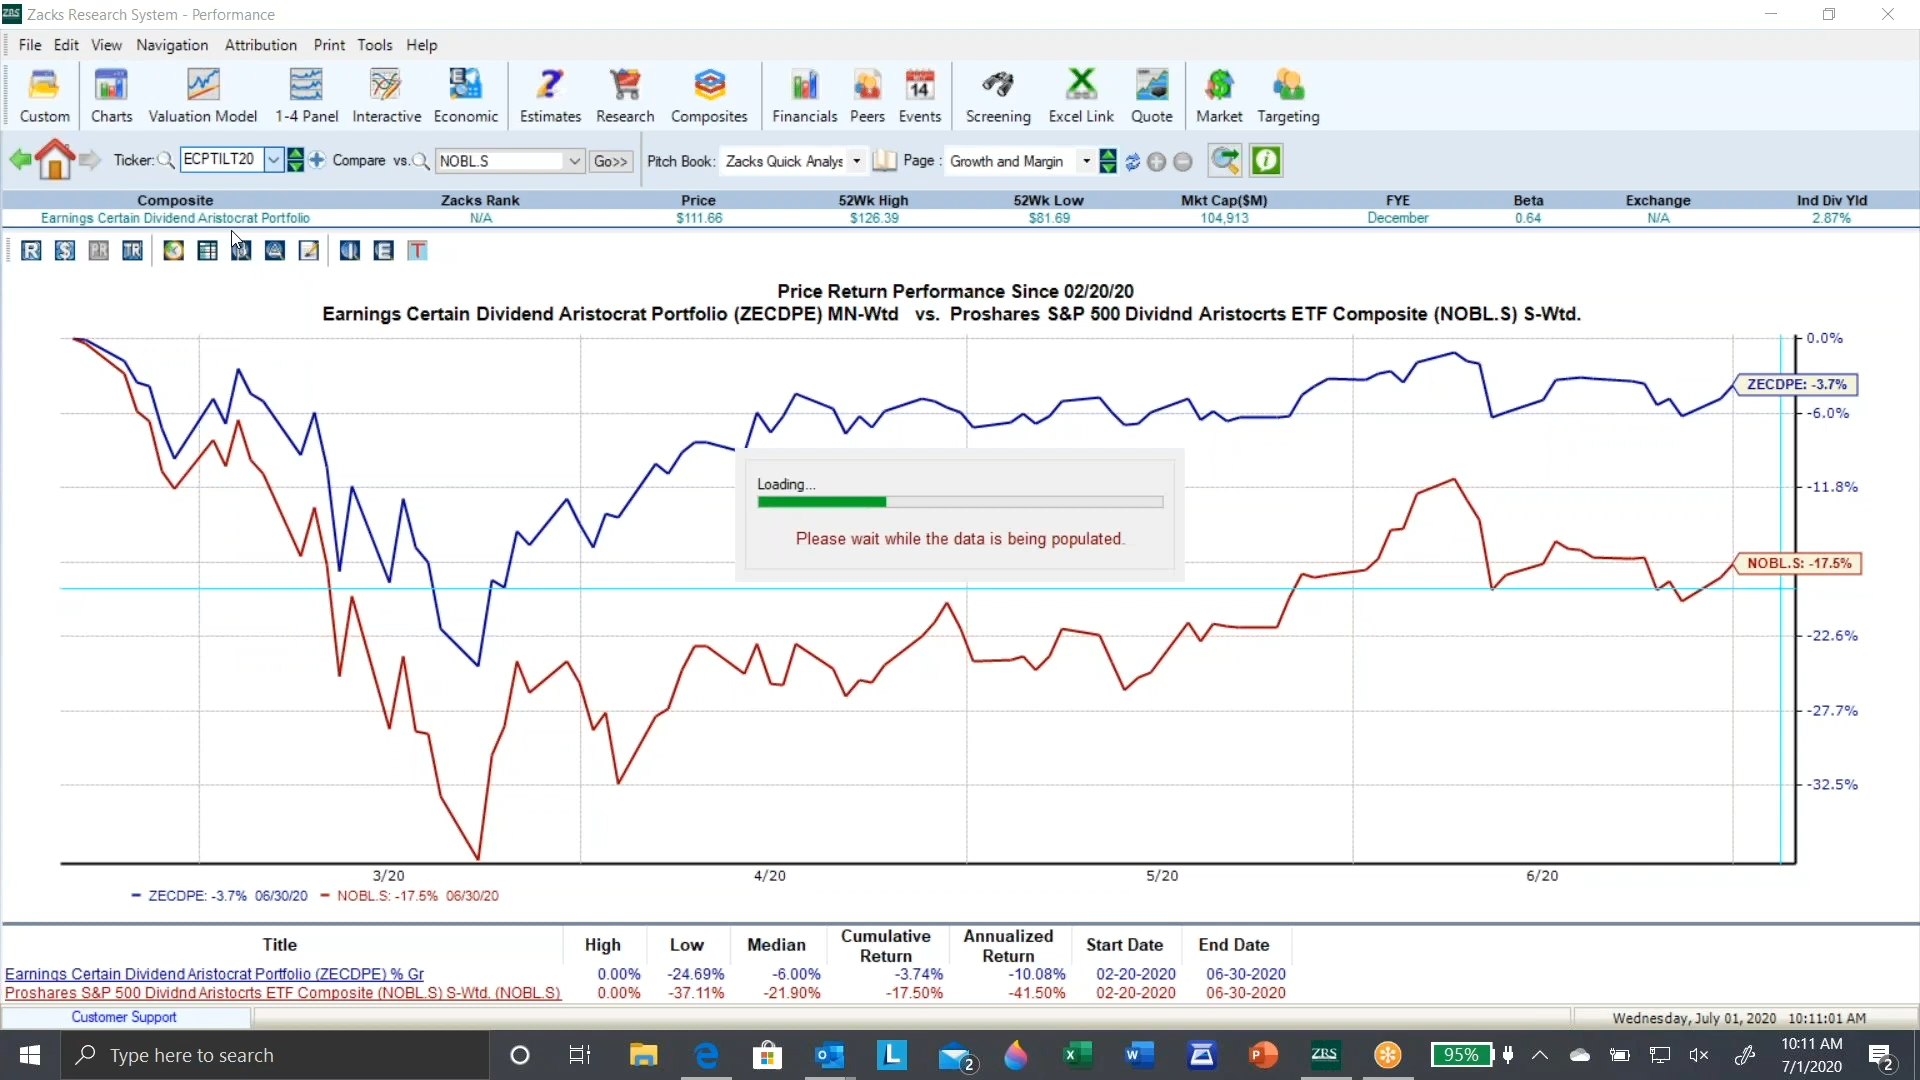 ZRS Zacks Research System - Performance
File Edit View Navigation Attribution Print Tools Help
14
Custom Charts Valuation Model 1-4 Panel Interactive Economic Estimates Research Composites Financials Peers Events Screening Excel Link Quote Market Targeting
Ticker: ECPTILT20 Compare vs. NOBL.S Go>> Pitch Book: Zacks Quick Analys Page : Growth and Margin
Composite Zacks Rank Price 52Wk High 52Wk Low Mkt Cap($M) FYE Beta Exchange Ind Div Yld
Earnings Certain Dividend Aristocrat Portfolio N/A $111.66 $126.39 $81.69 104,913 December 0.64 N/A 2.87%
R $ PR TR E T
Price Return Performance Since 02/20/20
Earnings Certain Dividend Aristocrat Portfolio (ZECDPE) MN-Wtd vs. Proshares S&P 500 Dividnd Aristocrts ETF Composite (NOBL.S) S-Wtd.
0.0%
ZECDPE: -3.7%
-6.0%
Loading...
-11.8%
Please wait while the data is being populated.
NOBL.S: -17.5%
-22.6%
-27.7%
-32.5%
3/20 4/20 5/20 6/20
ZECDPE: -3.7% 06/30/20 NOBL.S: -17.5% 06/30/20
Title High Low Median Cumulative Return Annualized Return Start Date End Date
Earnings Certain Dividend Aristocrat Portfolio (ZECDPE) % Gr 0.00% -24.69% -6.00% -3.74% -10.08% 02-20-2020 06-30-2020
Proshares S&P 500 Dividnd Aristocrts ETF Composite (NOBL.S) S-Wtd. (NOBL.S) 0.00% -37.11% -21.90% -17.50% -41.50% 02-20-2020 06-30-2020
Customer Support Wednesday, July 01, 2020 10:11:01 AM
Type here to search L 2 ZRS 95% 10:11 AM
7/1/2020 2